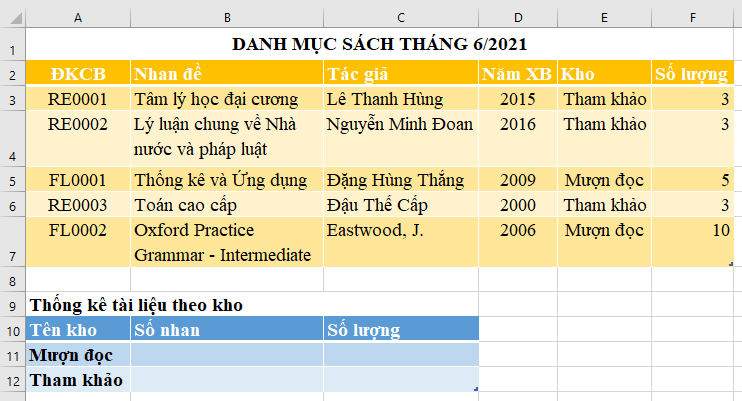 A B C D E F
1 DANH MỤC SÁCH THÁNG 6/2021
2 ĐKCB Nhan đề Tác giả Năm XB Kho Số lượng
3 RE0001 Tâm lý học đại cương Lê Thanh Hùng 2015 Tham khảo 3
RE0002 Lý luận chung về Nhà Nguyễn Minh Đoan 2016 Tham khảo 3
4 nước và pháp luật
5 FL0001 Thống kê và Ứng dụng Đặng Hùng Thắng 2009 Mượn đọc 5
6 RE0003 Toán cao cấp Đậu Thế Cấp 2000 Tham khảo 3
FL0002 Oxford Practice Eastwood, J. 2006 Mượn đọc 10
7 Grammar - Intermediate
8
9 Thống kê tài liệu theo kho
10 Tên kho Số nhan Số lượng
11 Mượn đọc
12 Tham khảo